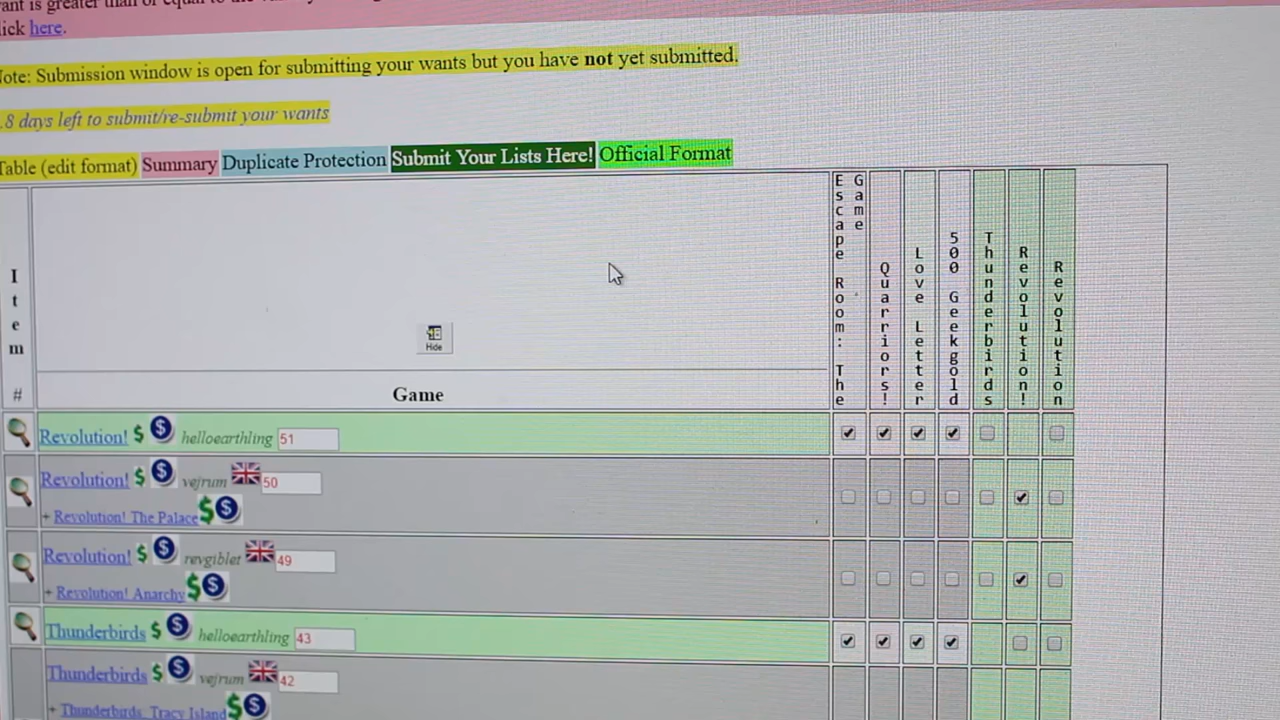 ant is greater than or equal to the
lick here.
Note: Submission window is open for submitting your wants but you have not yet submitted.
.8 days left to submit/re-submit your wants
Table (edit format) Summary Duplicate Protection Submit Your Lists Here! Official Format
Item # Hide Game Escape Room: The Game Quarriors! Love Letter 500 Geekgold Thunderbirds Revolution! Revolution
Revolution! $ $ helloearthling 51
Revolution! $ $ vejrum 50
+ Revolution! The Palace $ $
Revolution! $ $ revgiblet 49
+ Revolution! Anarchy $ $
Thunderbirds $ $ helloearthling 43
Thunderbirds $ $ vejrum 42
+ Thunderbirds: Tracy Island $ $